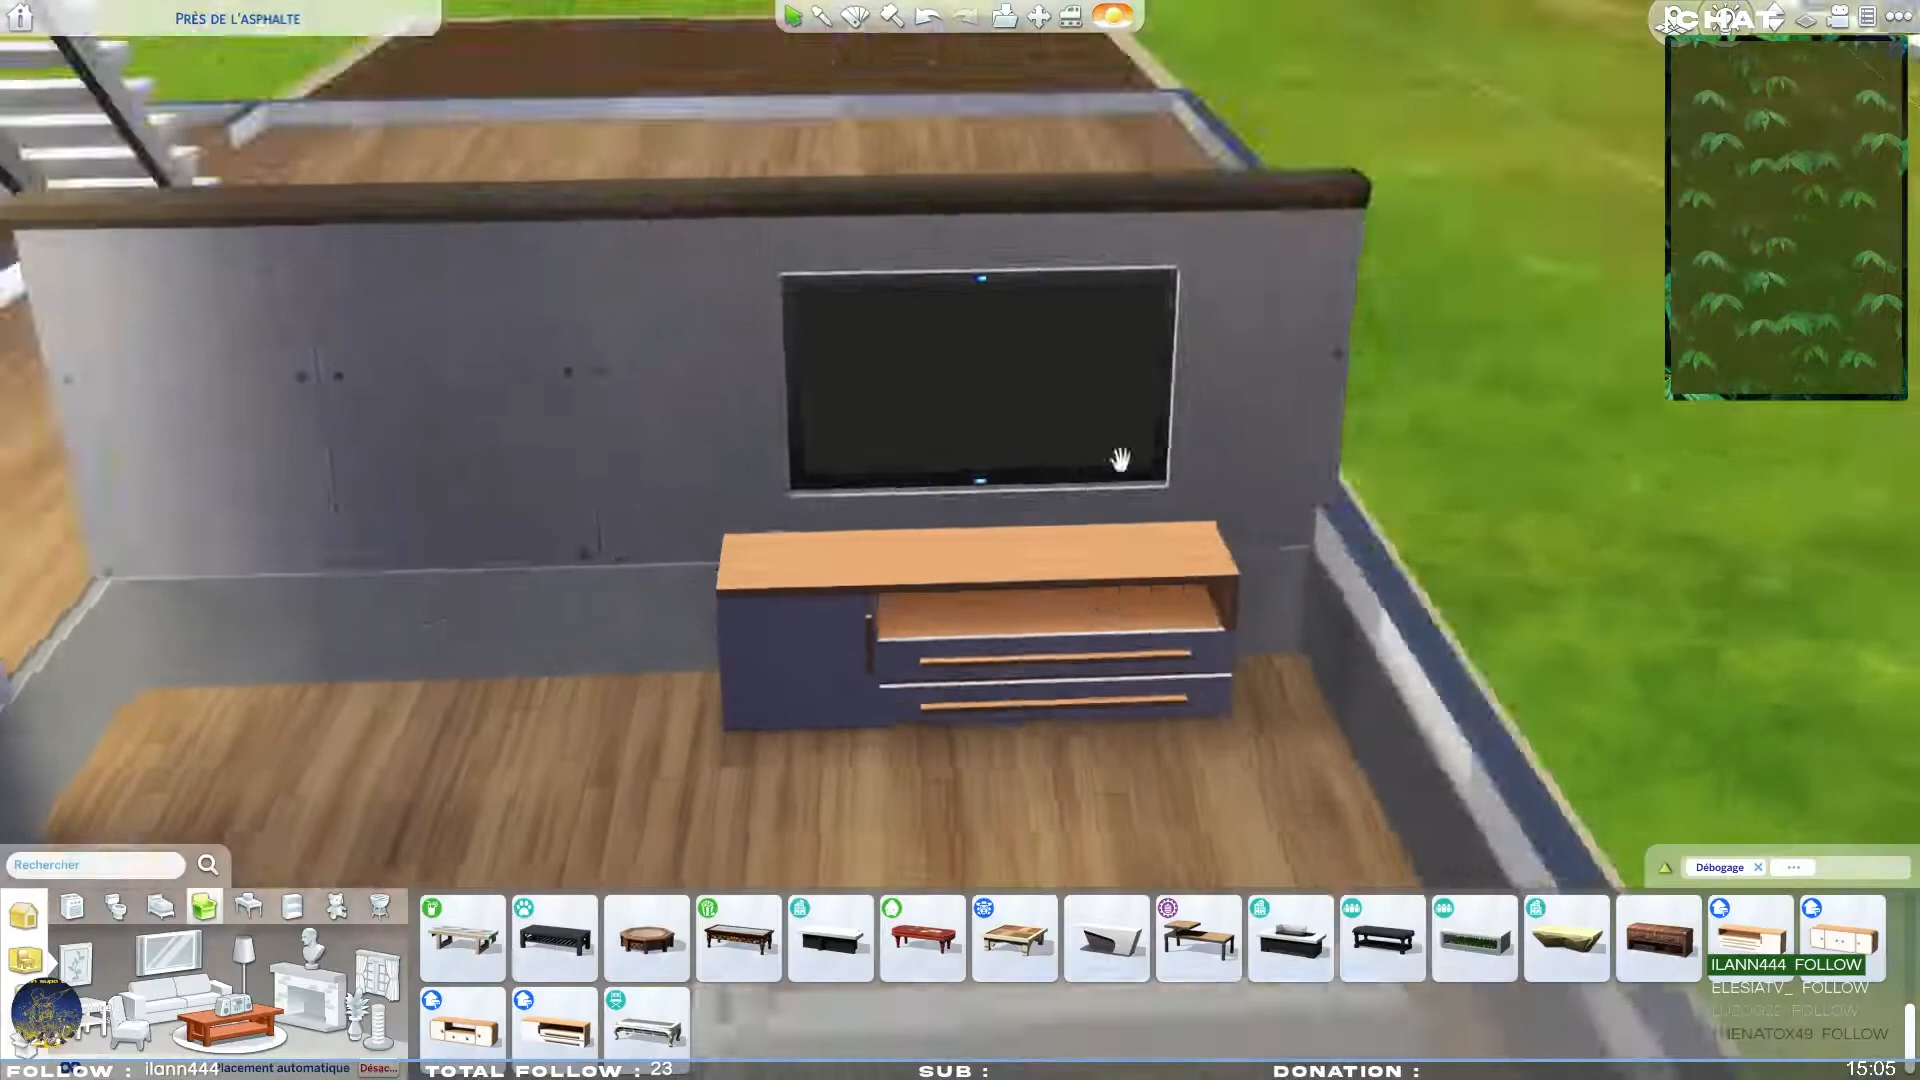 PRÈS DE L'ASPHALTE
CHAT
Rechercher
Débogage
ILANN444 FOLLOW
ELESIATV_ FOLLOW
IENATOX49 FOLLOW
FOLLOW : ilann444
lacement automatique
Désac...
TOTAL FOLLOW : 23
SUB :
DONATION :
15:05